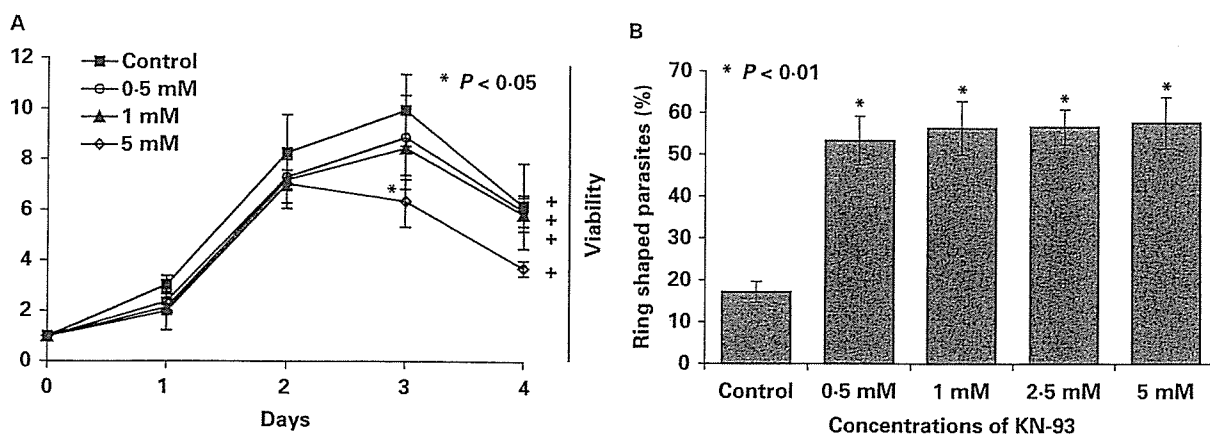 A
12
10
8
6
4
2
0
Control
0·5 mM
1 mM
5 mM
* P < 0·05
*
+
+
+
+
Viability
0
1
2
3
4
Days
B
70
60
50
40
30
20
10
0
Ring shaped parasites (%)
* P < 0·01
*
*
*
*
Control
0·5 mM
1 mM
2·5 mM
5 mM
Concentrations of KN-93